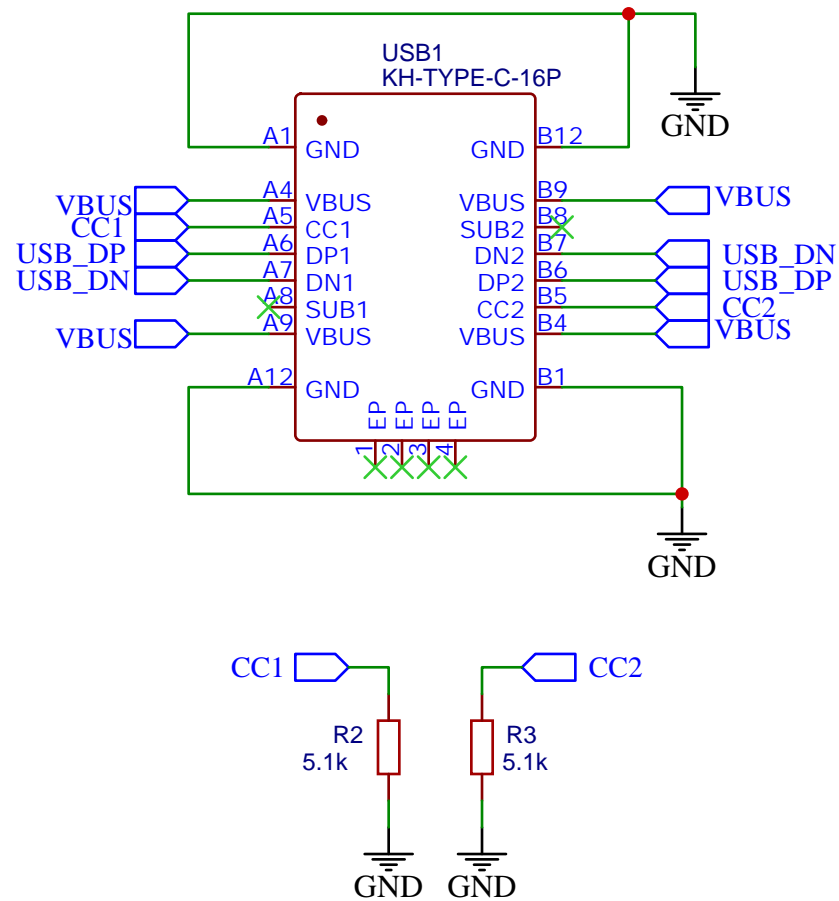 USB1
KH-TYPE-C-16P
GND
A1
GND
GND
B12
VBUS
A4
VBUS
VBUS
B9
VBUS
CC1
A5
CC1
SUB2
B8
USB_DP
A6
DP1
DN2
B7
USB_DN
USB_DN
A7
DN1
DP2
B6
USB_DP
A8
SUB1
CC2
B5
CC2
VBUS
A9
VBUS
VBUS
B4
VBUS
A12
GND
GND
B1
EP
EP
EP
EP
1
2
3
4
GND
CC1
CC2
R2
5.1k
R3
5.1k
GND
GND